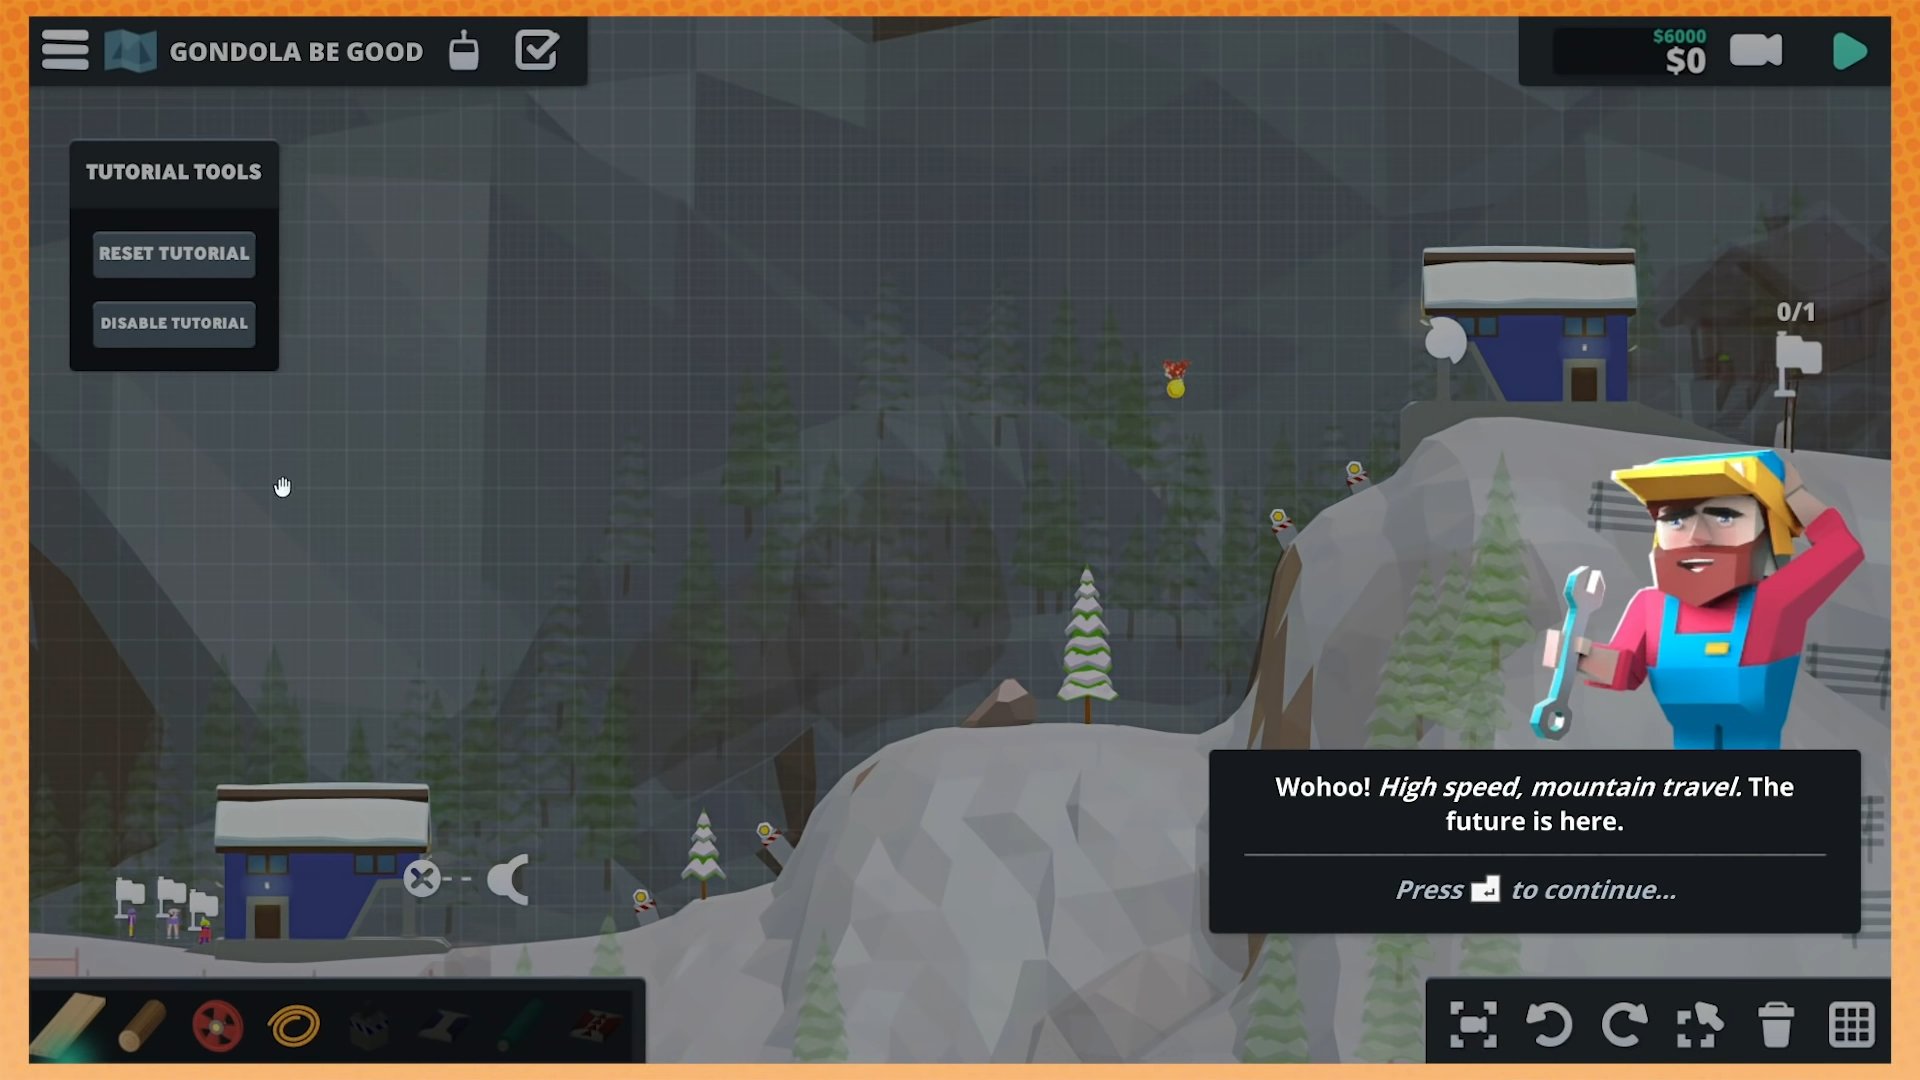 GONDOLA BE GOOD
$6000
$0
TUTORIAL TOOLS
RESET TUTORIAL
DISABLE TUTORIAL
0/1
Wohoo! High speed, mountain travel. The
future is here.
Press to continue...